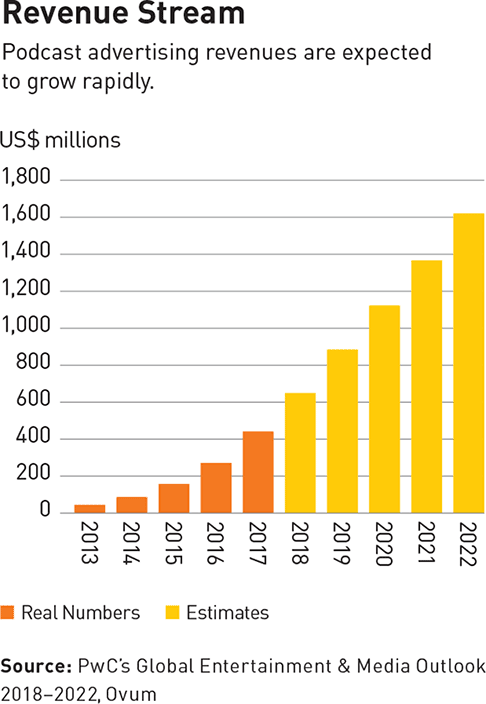 Revenue Stream
Podcast advertising revenues are expected
to grow rapidly.
US$ millions
1,800
1,600
1,400
1,200
1,000
800
600
400
200
0
2013
2014
2015
2016
2017
2018
2019
2020
2021
2022
Real Numbers
Estimates
Source: PwC's Global Entertainment & Media Outlook
2018–2022, Ovum